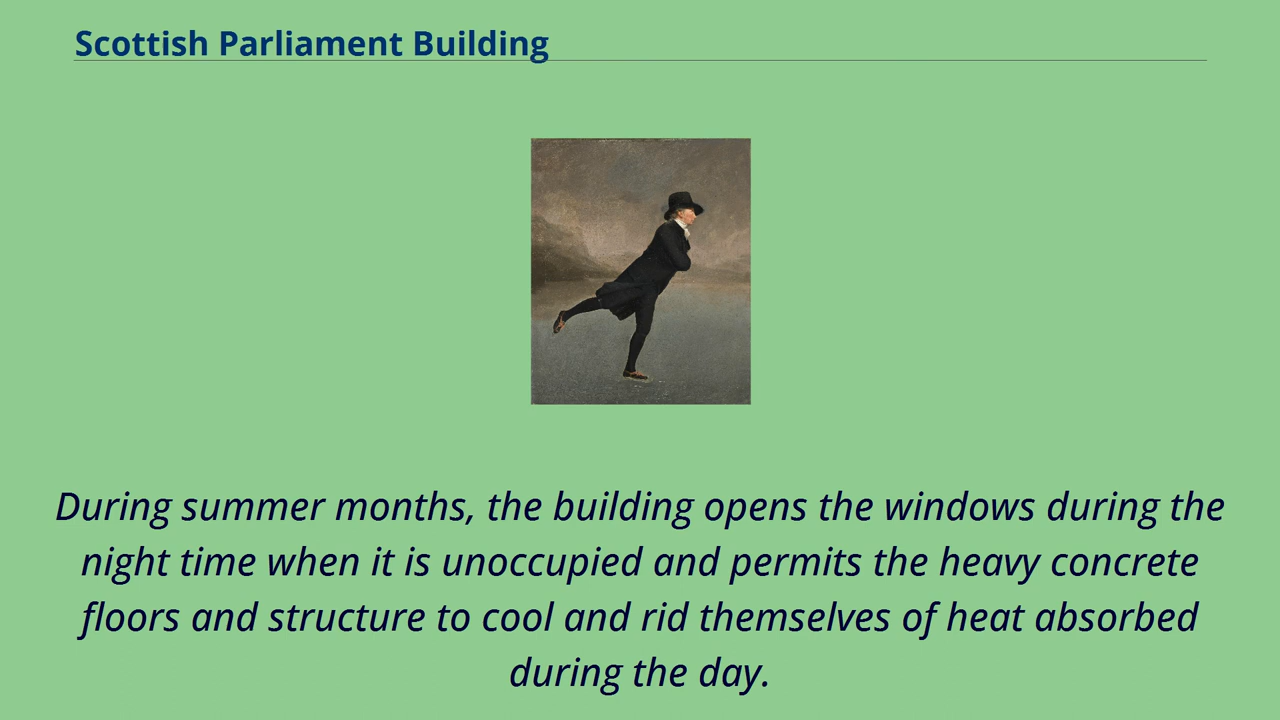 Scottish Parliament Building
During summer months, the building opens the windows during the
night time when it is unoccupied and permits the heavy concrete
floors and structure to cool and rid themselves of heat absorbed
during the day.